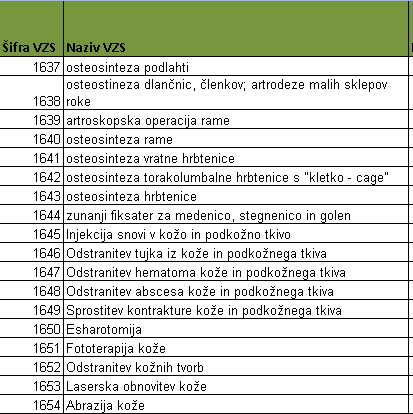 Šifra VZS Naziv VZS
1637 osteosinteza podlahti
osteostineza dlančnic, členkov; artrodeze malih sklepov
1638 roke
1639 artroskopska operacija rame
1640 osteosinteza rame
1641 osteosinteza vratne hrbtenice
1642 osteosinteza torakolumbalne hrbtenice s "kletko - cage"
1643 osteosinteza hrbtenice
1644 zunanji fiksater za medenico, stegnenico in golen
1645 Injekcija snovi v kožo in podkožno tkivo
1646 Odstranitev tujka iz kože in podkožnega tkiva
1647 Odstranitev hematoma kože in podkožnega tkiva
1648 Odstranitev abscesa kože in podkožnega tkiva
1649 Sprostitev kontrakture kože in podkožnega tkiva
1650 Esharotomija
1651 Fototerapija kože
1652 Odstranitev kožnih tvorb
1653 Laserska obnovitev kože
1654 Abrazija kože